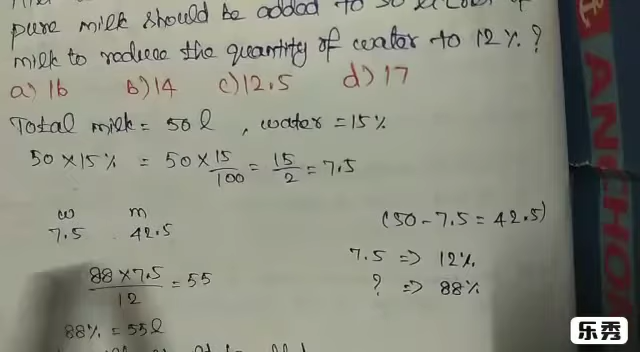 pure milk should be added to 50 litres of
milk to reduce the quantity of water to 12%?
a) 16 b) 14 c) 12.5 d) 17
Total milk = 50 l , water = 15%
50 × 15% = 50 × 15/100 = 15/2 = 7.5
w m
7.5 42.5
(50 - 7.5 = 42.5)
7.5 => 12%
? => 88%
88 × 7.5/12 = 55
88% = 55 l
ANCHO
乐秀